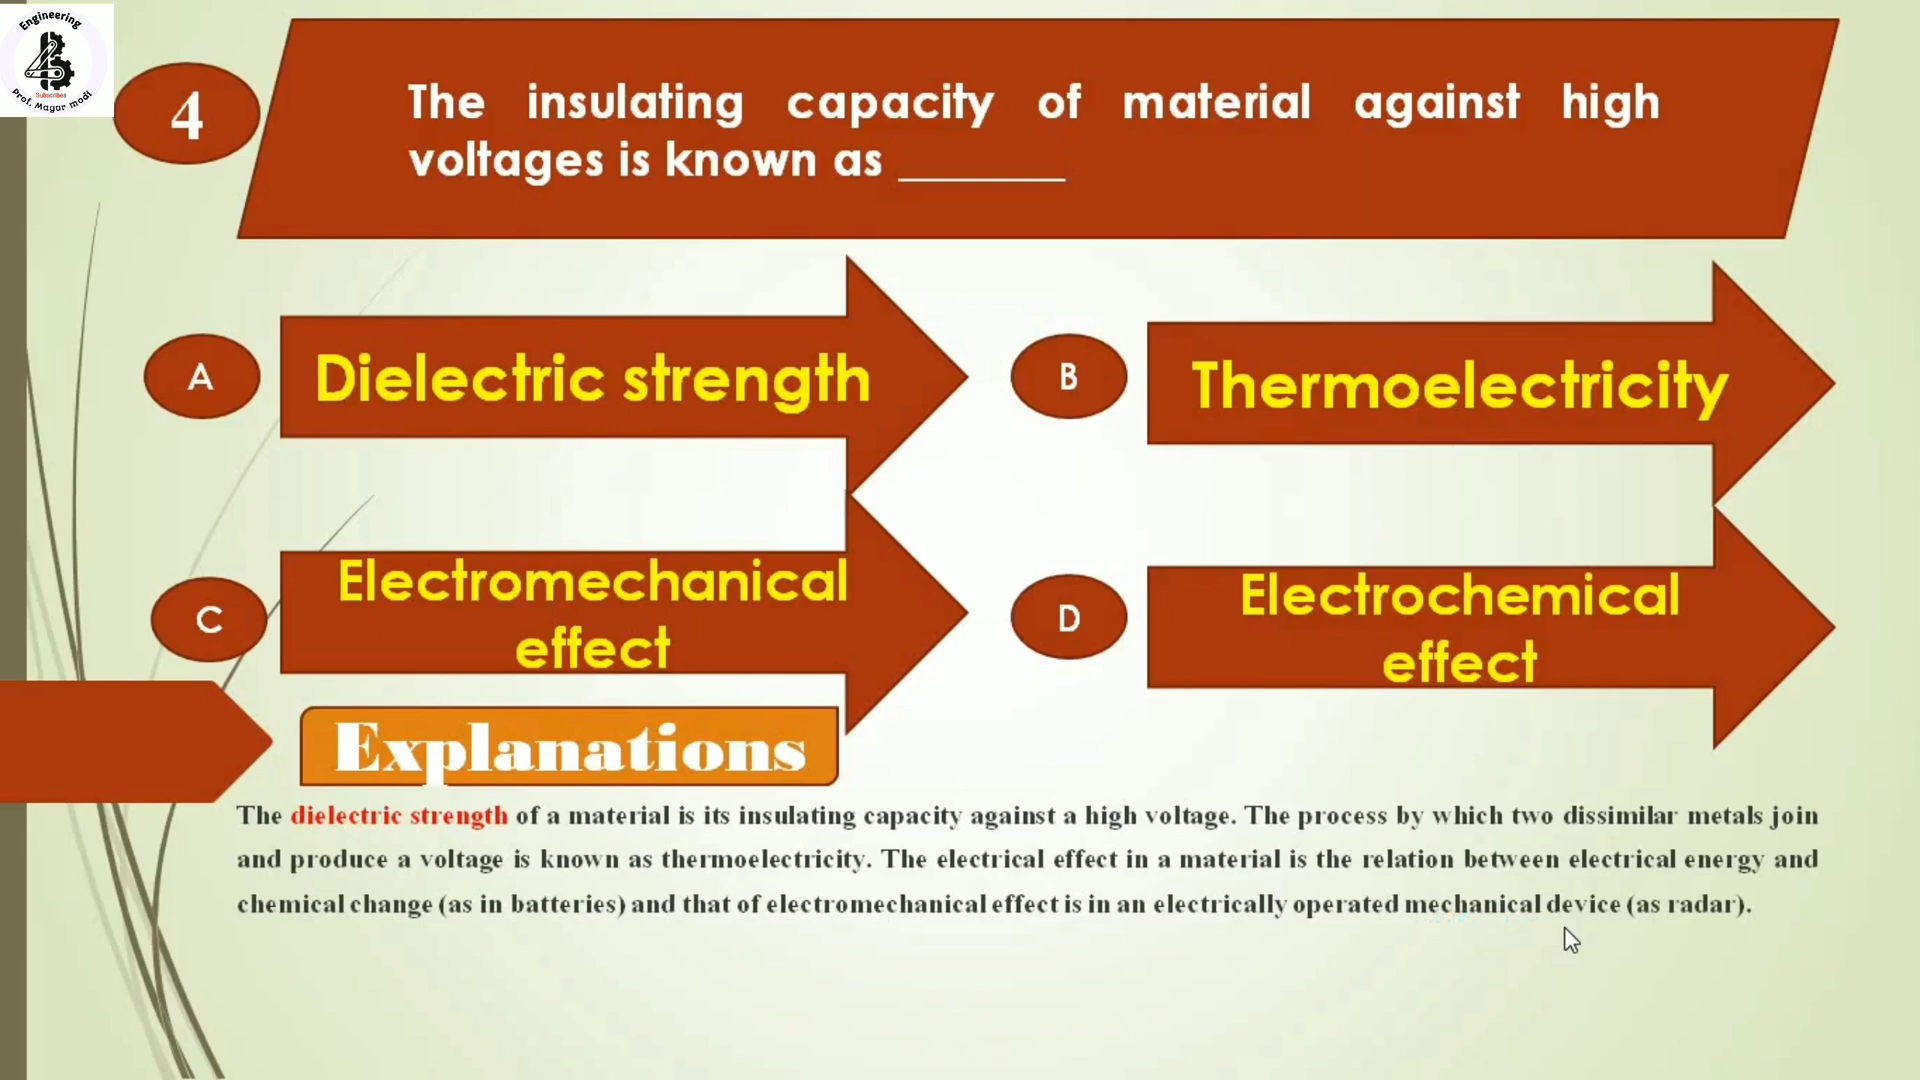 Engineering
Subscribes
Prof. Mayur modi
4
The insulating capacity of material against high
voltages is known as ________
A
Dielectric strength
B
Thermoelectricity
C
Electromechanical
effect
D
Electrochemical
effect
Explanations
The dielectric strength of a material is its insulating capacity against a high voltage. The process by which two dissimilar metals join
and produce a voltage is known as thermoelectricity. The electrical effect in a material is the relation between electrical energy and
chemical change (as in batteries) and that of electromechanical effect is in an electrically operated mechanical device (as radar).